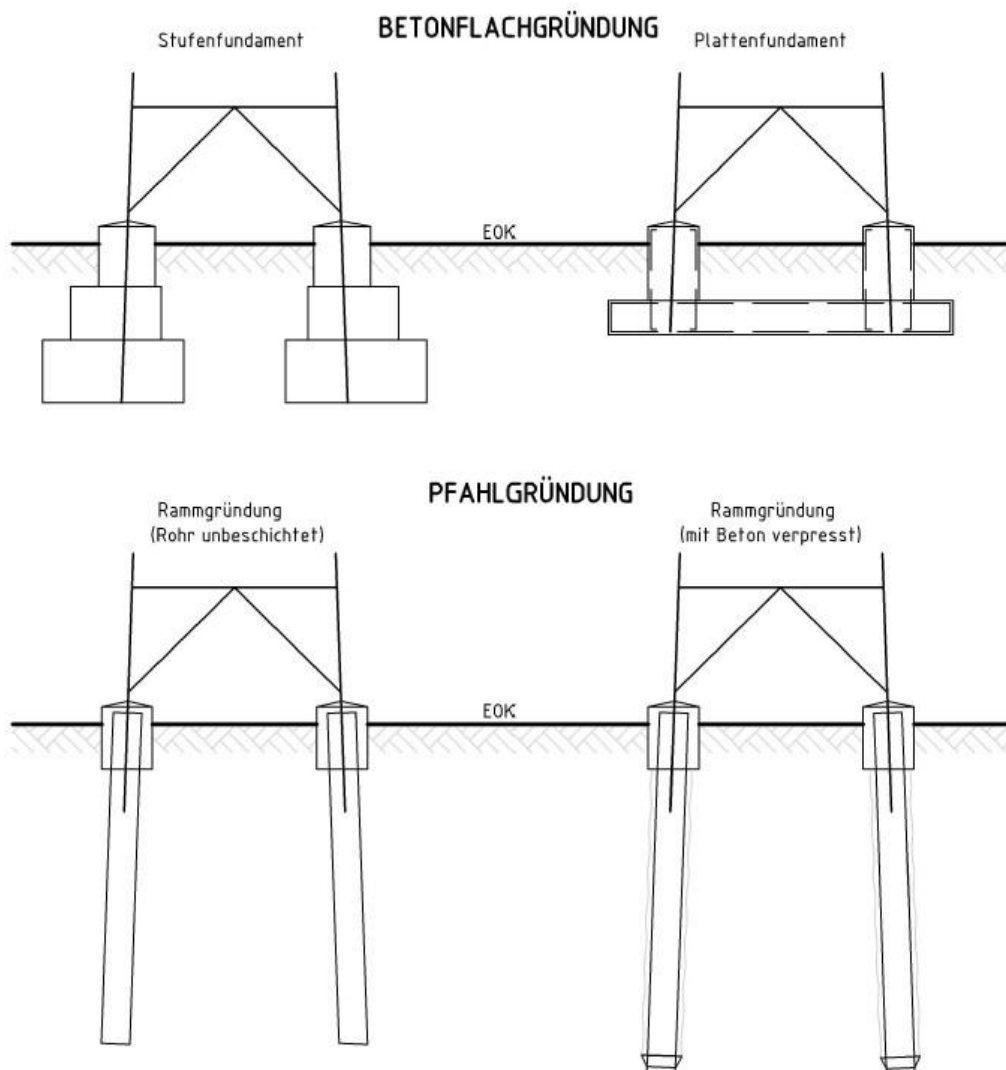 BETONFLACHGRÜNDUNG
Stufenfundament
Plattenfundament
EOK
PFAHLGRÜNDUNG
Rammgründung
(Rohr unbeschichtet)
Rammgründung
(mit Beton verpresst)
EOK